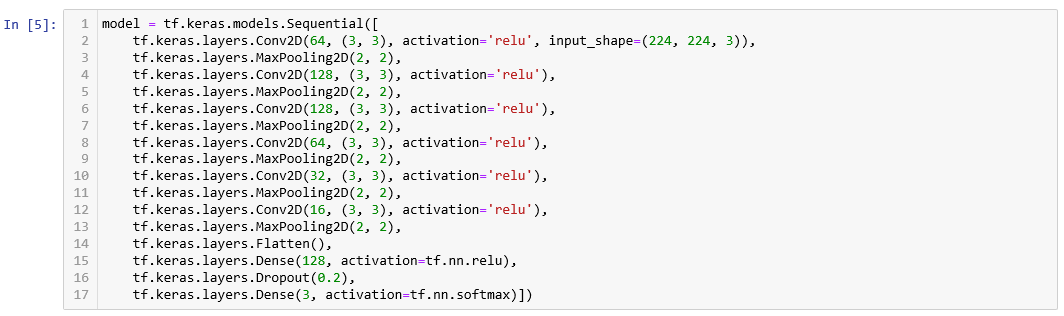 In [5]:
1 model = tf.keras.models.Sequential([
2     tf.keras.layers.Conv2D(64, (3, 3), activation='relu', input_shape=(224, 224, 3)),
3     tf.keras.layers.MaxPooling2D(2, 2),
4     tf.keras.layers.Conv2D(128, (3, 3), activation='relu'),
5     tf.keras.layers.MaxPooling2D(2, 2),
6     tf.keras.layers.Conv2D(128, (3, 3), activation='relu'),
7     tf.keras.layers.MaxPooling2D(2, 2),
8     tf.keras.layers.Conv2D(64, (3, 3), activation='relu'),
9     tf.keras.layers.MaxPooling2D(2, 2),
10     tf.keras.layers.Conv2D(32, (3, 3), activation='relu'),
11     tf.keras.layers.MaxPooling2D(2, 2),
12     tf.keras.layers.Conv2D(16, (3, 3), activation='relu'),
13     tf.keras.layers.MaxPooling2D(2, 2),
14     tf.keras.layers.Flatten(),
15     tf.keras.layers.Dense(128, activation=tf.nn.relu),
16     tf.keras.layers.Dropout(0.2),
17     tf.keras.layers.Dense(3, activation=tf.nn.softmax)])